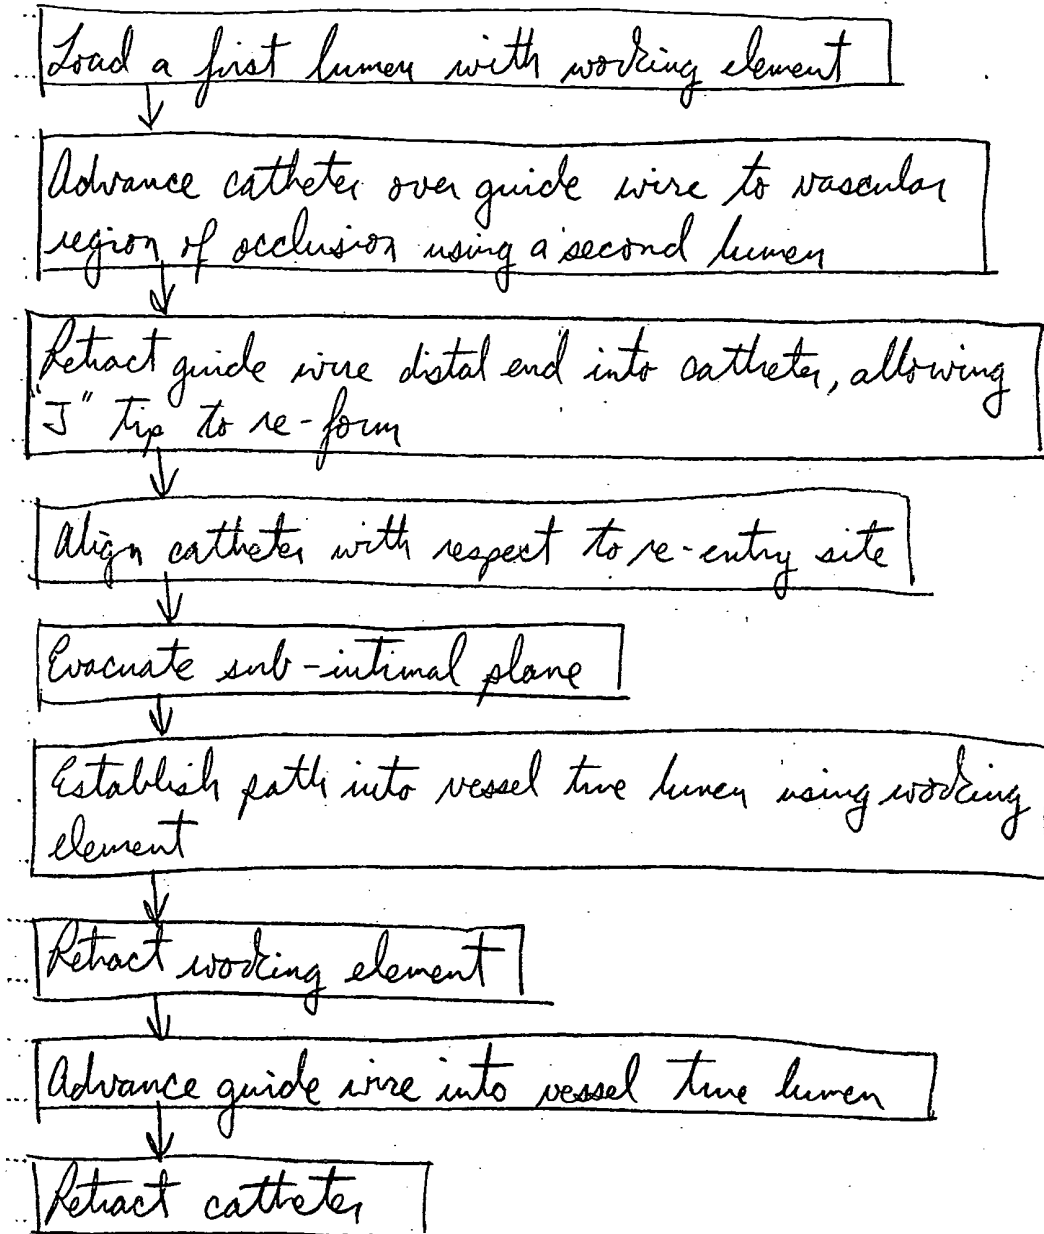 Load a first lumen with working element
Advance catheter over guide wire to vascular
region of occlusion using a second lumen
Retract guide wire distal end into catheter, allowing
"J" tip to re-form
Align catheter with respect to re-entry site
Evacuate sub-intimal plane
Establish path into vessel true lumen using working
element
Retract working element
Advance guide wire into vessel true lumen
Retract catheter